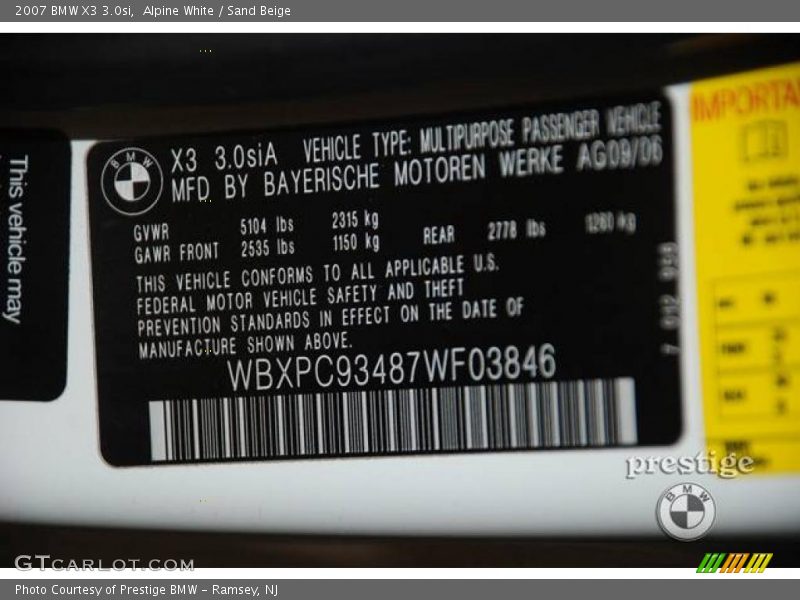 2007 BMW X3 3.0si, Alpine White / Sand Beige
This vehicle may
BMW
X3 3.0siA VEHICLE TYPE: MULTIPURPOSE PASSENGER VEHICLE
MFD BY BAYERISCHE MOTOREN WERKE AG09/06
GVWR 5104 lbs 2315 kg
GAWR FRONT 2535 lbs 1150 kg REAR 2778 lbs 1260 kg
THIS VEHICLE CONFORMS TO ALL APPLICABLE U.S.
FEDERAL MOTOR VEHICLE SAFETY AND THEFT
PREVENTION STANDARDS IN EFFECT ON THE DATE OF
MANUFACTURE SHOWN ABOVE.
WBXPC93487WF03846
IMPORTA
prestige
BMW
GTCARLOT.COM
Photo Courtesy of Prestige BMW - Ramsey, NJ